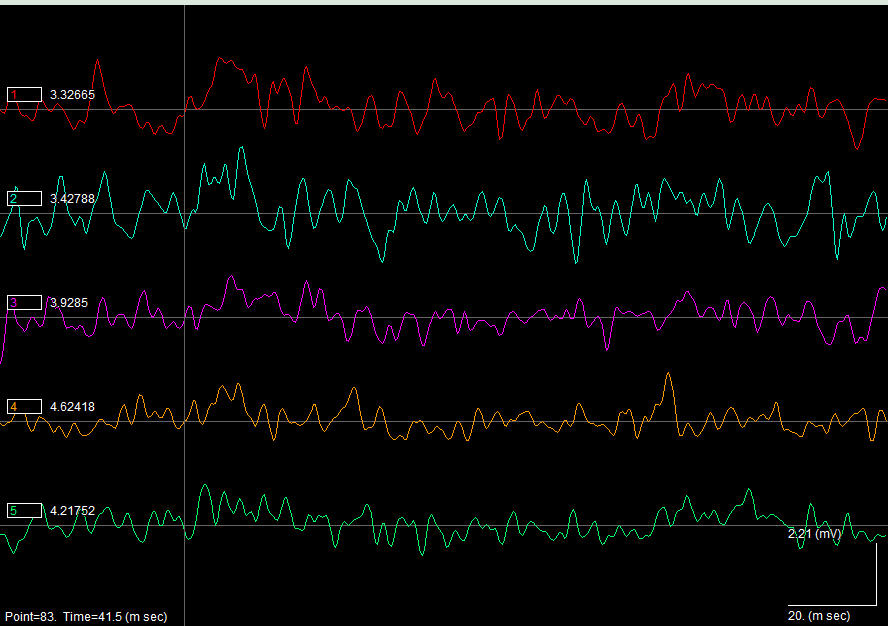 1 3.32665
2 3.42788
3 3.9285
4 4.62418
5 4.21752
2.21 (mV)
Point=83. Time=41.5 (m sec)
20. (m sec)